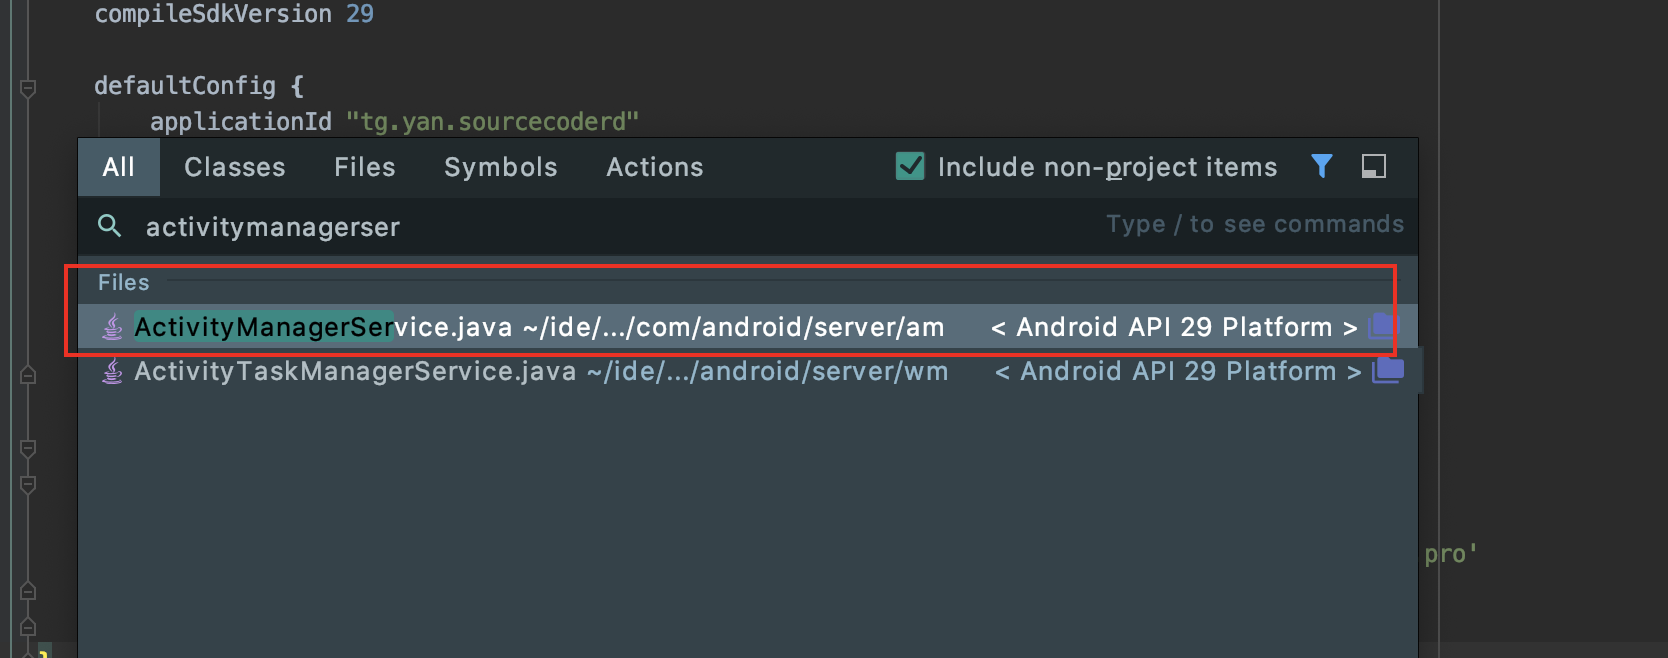 compileSdkVersion 29
defaultConfig {
applicationId "tg.yan.sourcecoderd"
All Classes Files Symbols Actions Include non-project items
activitymanagerser Type / to see commands
Files
ActivityManagerService.java ~/ide/.../com/android/server/am < Android API 29 Platform >
ActivityTaskManagerService.java ~/ide/.../android/server/wm < Android API 29 Platform >
pro'
}